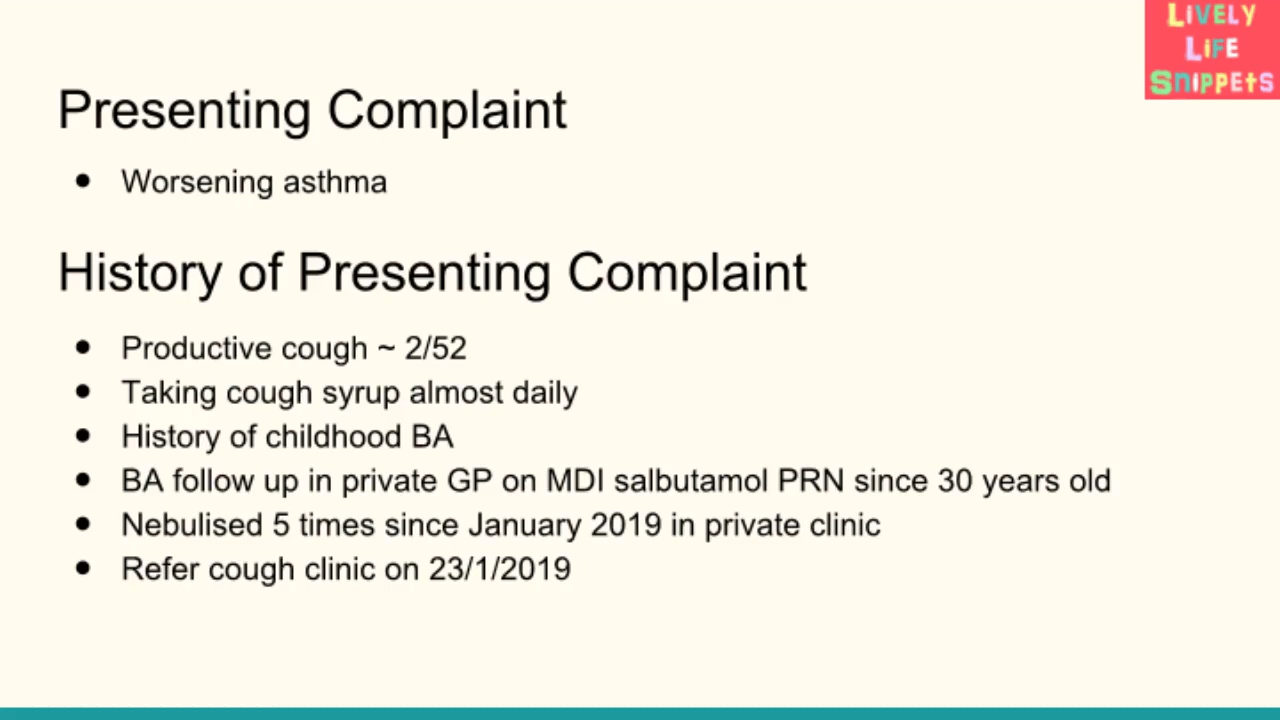 LIVELY
LIFE
SNIPPETS
Presenting Complaint
● Worsening asthma
History of Presenting Complaint
● Productive cough ~ 2/52
● Taking cough syrup almost daily
● History of childhood BA
● BA follow up in private GP on MDI salbutamol PRN since 30 years old
● Nebulised 5 times since January 2019 in private clinic
● Refer cough clinic on 23/1/2019